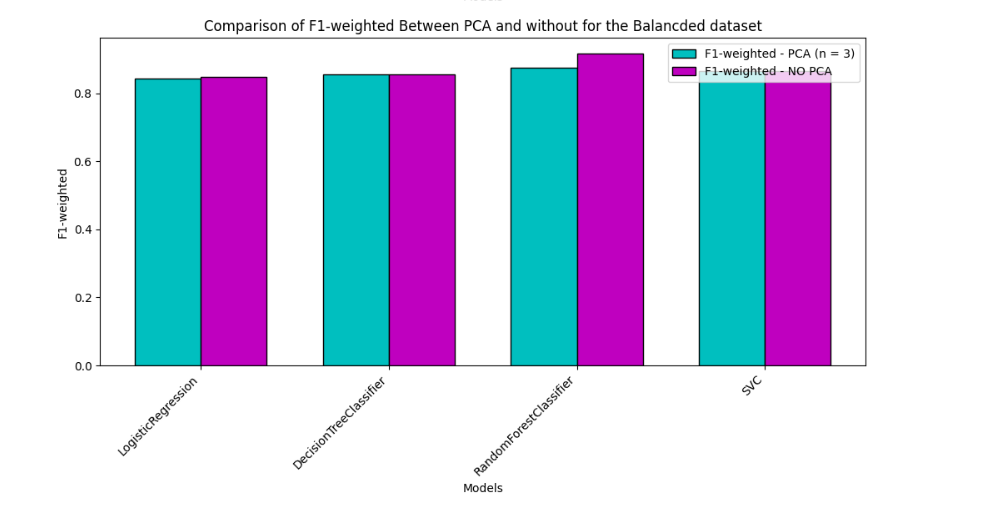 Comparison of F1-weighted Between PCA and without for the Balancded dataset
F1-weighted - PCA (n = 3)
F1-weighted - NO PCA
F1-weighted
0.8
0.6
0.4
0.2
0.0
LogisticRegression
DecisionTreeClassifier
RandomForestClassifier
SVC
Models